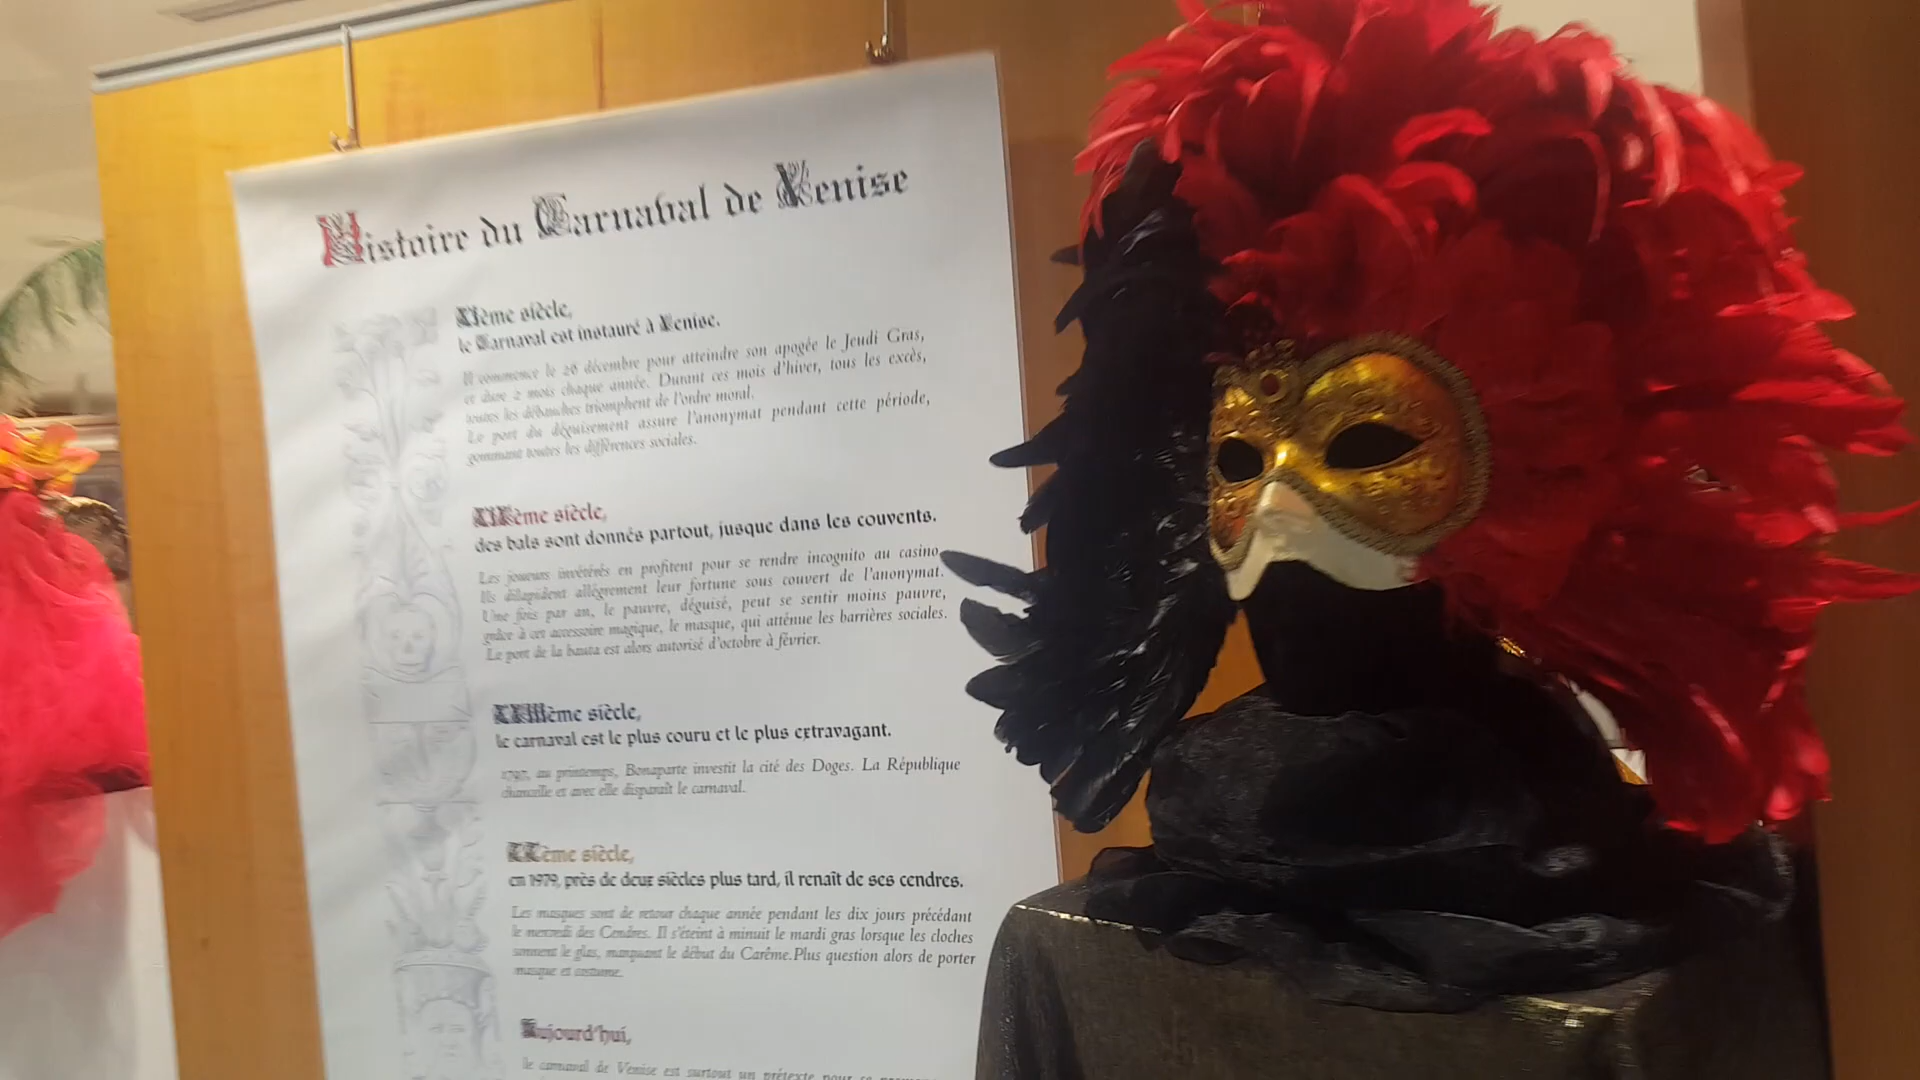 Histoire du Carnaval de Venise
XIème siècle,
le Carnaval est instauré à Venise.
Il commence le 26 décembre pour atteindre son apogée le Jeudi Gras,
et dure 2 mois chaque année. Durant ces mois d'hiver, tous les excès,
toutes les débauches triomphent de l'ordre moral.
Le port du déguisement assure l'anonymat pendant cette période,
gommant toutes les différences sociales.
des bals sont donnés partout, jusque dans les couvents.
Les joueurs invétérés en profitent pour se rendre incognito au casino.
Ils dilapident allégrement leur fortune sous couvert de l'anonymat.
Une fois par an, le pauvre, déguisé, peut se sentir moins pauvre,
grâce à cet accessoire magique, le masque, qui atténue les barrières sociales.
Le port de la bauta est alors autorisé d'octobre à février.
XVIIIème siècle,
le carnaval est le plus couru et le plus extravagant.
1797, au printemps, Bonaparte investit la cité des Doges. La République
chancelle et avec elle disparaît le carnaval.
XXème siècle,
en 1979, près de deux siècles plus tard, il renaît de ses cendres.
Les masques sont de retour chaque année pendant les dix jours précédant
le mercredi des Cendres. Il s'éteint à minuit le mardi gras lorsque les cloches
sonnent le glas, marquant le début du Carême.Plus question alors de porter
masque et costume.
Aujourd'hui,
le carnaval de Venise est surtout un prétexte pour se